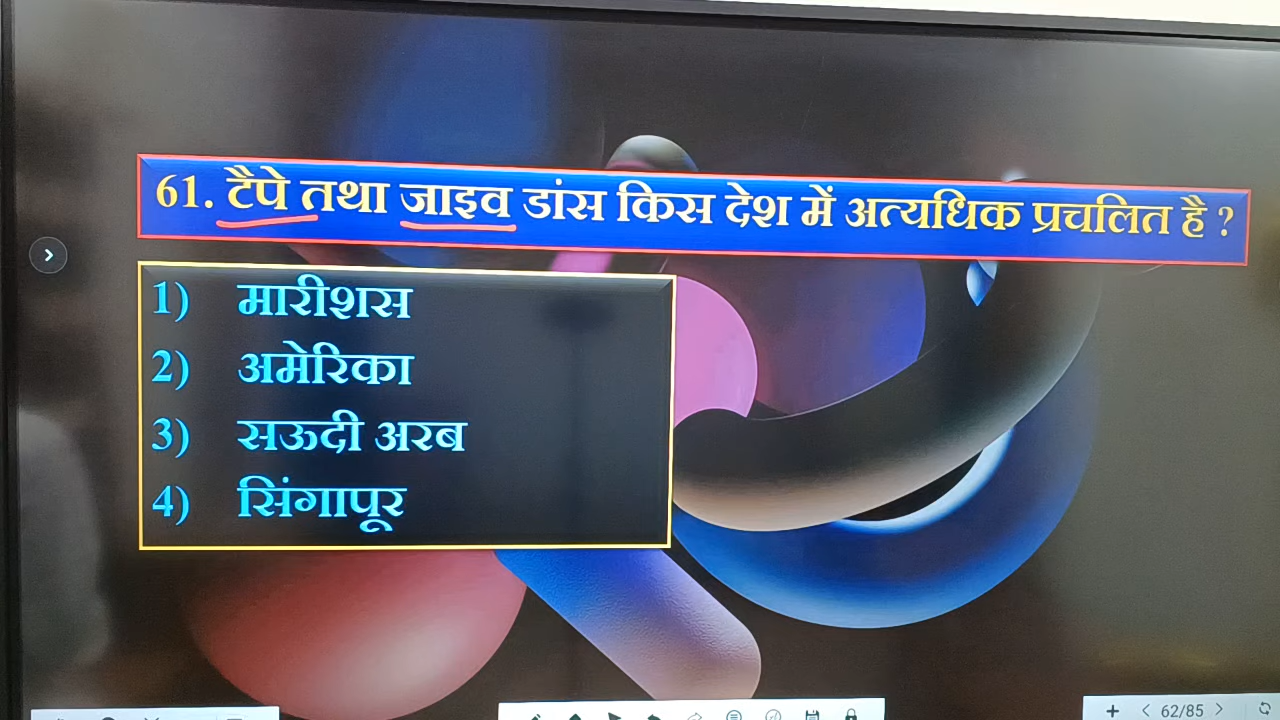 61. टैपे तथा जाइव डांस किस देश में अत्यधिक प्रचलित है ?
1) मारीशस
2) अमेरिका
3) सऊदी अरब
4) सिंगापूर
62/85